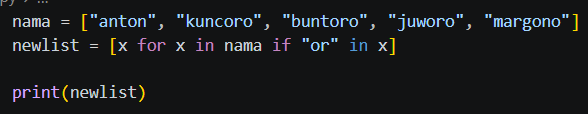 nama = ["anton", "kuncoro", "buntoro", "juworo", "margono"]
newlist = [x for x in nama if "or" in x]
print(newlist)